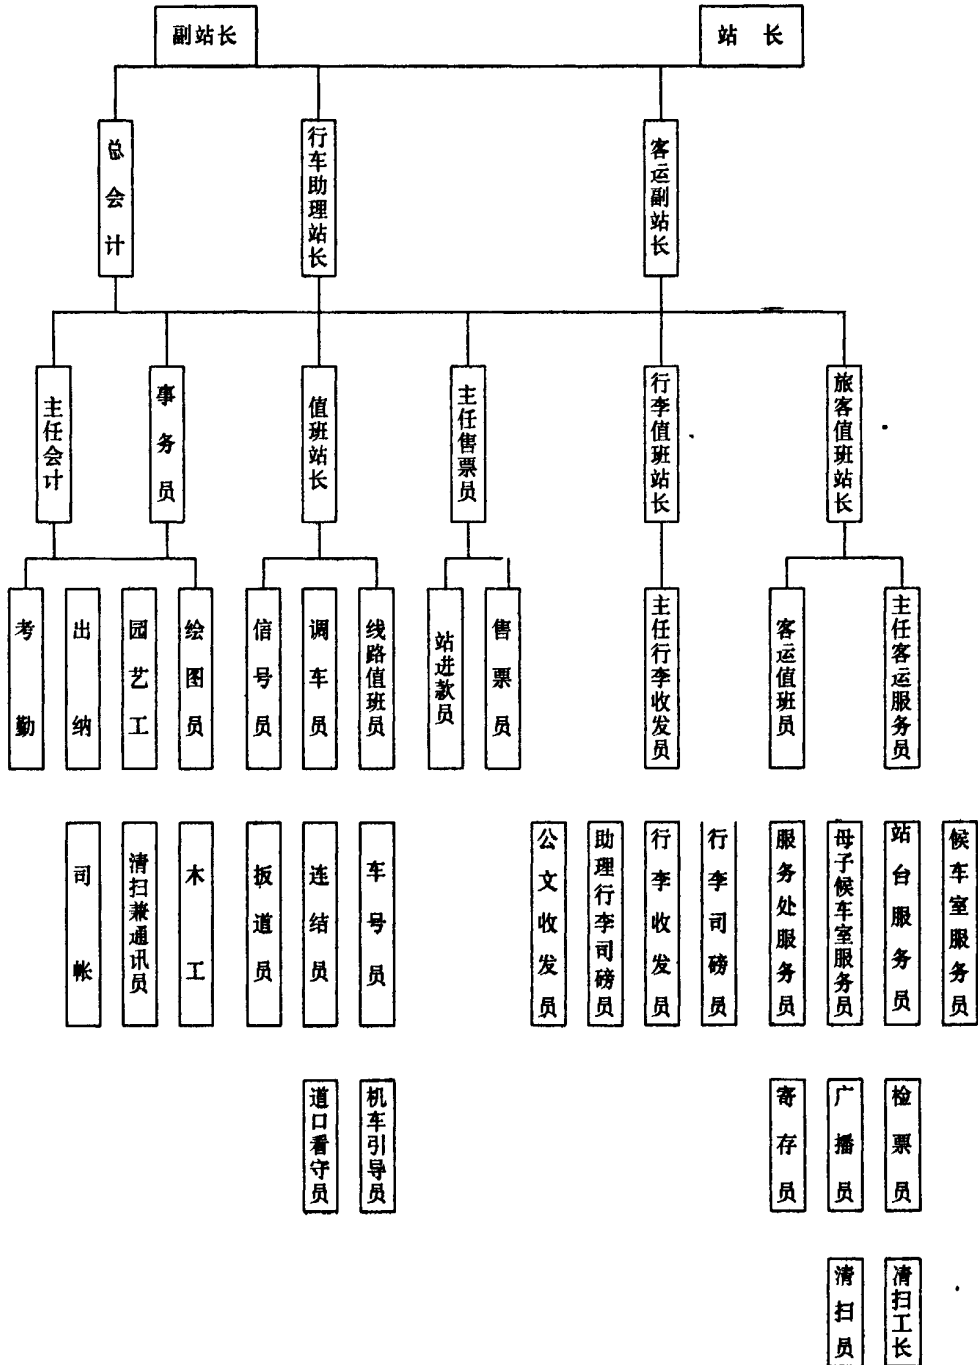 副站长
站长
总会计
行车助理站长
客运副站长
主任会计
事务员
值班站长
主任售票员
行李值班站长
旅客值班站长
考勤
出纳
园艺工
绘图员
信号员
调车员
线路值班员
站进款员
售票员
主任行李收发员
客运值班员
主任客运服务员
司帐
清扫兼通讯员
木工
扳道员
连结员
车号员
公文收发员
助理行李司磅员
行李收发员
行李司磅员
服务处服务员
母子候车室服务员
站台服务员
候车室服务员
道口看守员
机车引导员
寄存员
广播员
检票员
清扫员
清扫工长